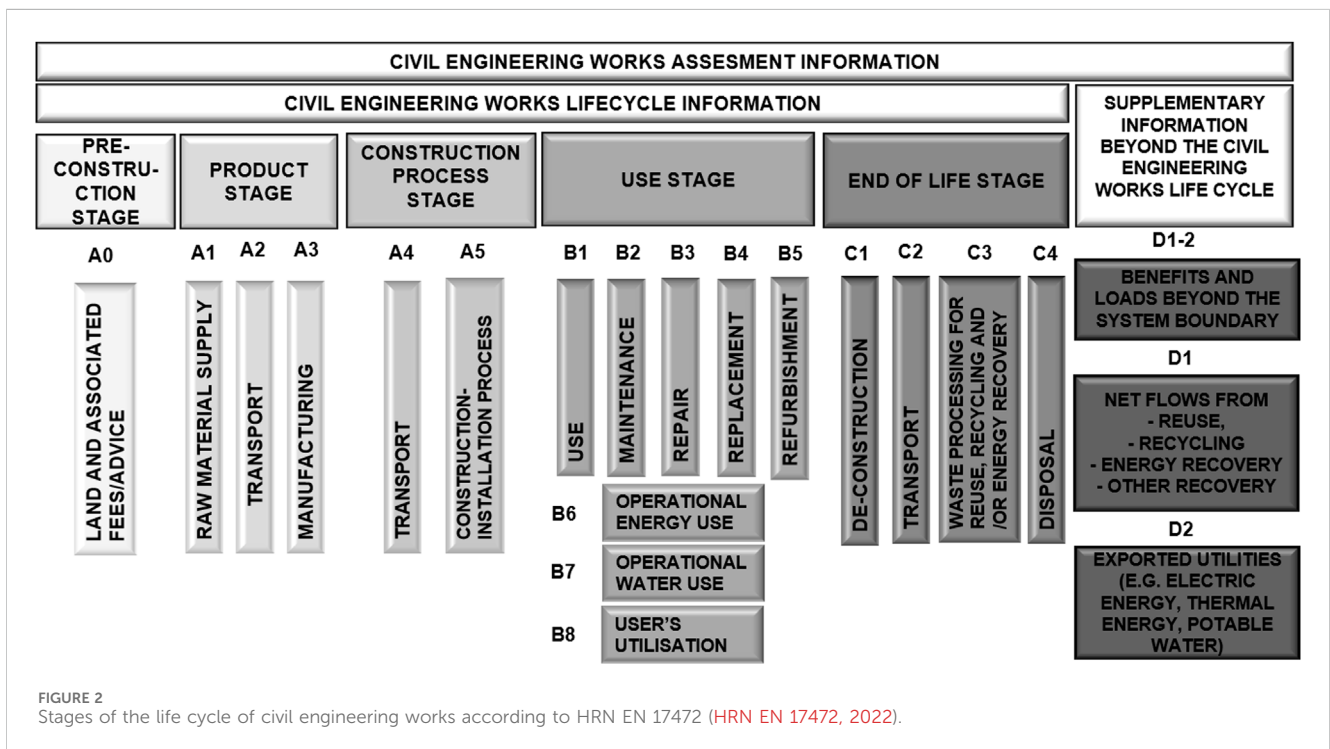 CIVIL ENGINEERING WORKS ASSESMENT INFORMATION
CIVIL ENGINEERING WORKS LIFECYCLE INFORMATION
SUPPLEMENTARY
INFORMATION
BEYOND THE CIVIL
ENGINEERING
WORKS LIFE CYCLE
PRE-
CONSTRU-
CTION
STAGE
PRODUCT
STAGE
CONSTRUCTION
PROCESS
STAGE
USE STAGE
END OF LIFE STAGE
A0
A1
A2
A3
A4
A5
B1
B2
B3
B4
B5
C1
C2
C3
C4
D1-2
LAND AND ASSOCIATED
FEES/ADVICE
RAW MATERIAL SUPPLY
TRANSPORT
MANUFACTURING
TRANSPORT
CONSTRUCTION-
INSTALLATION PROCESS
USE
MAINTENANCE
REPAIR
REPLACEMENT
REFURBISHMENT
B6
OPERATIONAL
ENERGY USE
B7
OPERATIONAL
WATER USE
B8
USER'S
UTILISATION
DE-CONSTRUCTION
TRANSPORT
WASTE PROCESSING FOR
REUSE, RECYCLING AND
/OR ENERGY RECOVERY
DISPOSAL
BENEFITS AND
LOADS BEYOND THE
SYSTEM BOUNDARY
D1
NET FLOWS FROM
- REUSE,
- RECYCLING
- ENERGY RECOVERY
- OTHER RECOVERY
D2
EXPORTED UTILITIES
(E.G. ELECTRIC
ENERGY, THERMAL
ENERGY, POTABLE
WATER)
FIGURE 2
Stages of the life cycle of civil engineering works according to HRN EN 17472 (HRN EN 17472, 2022).